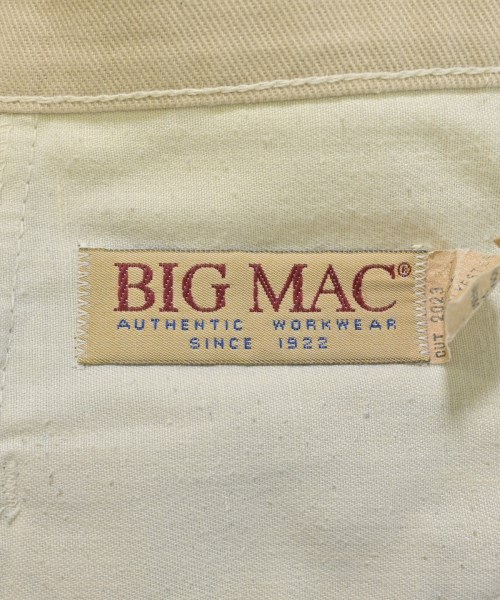 BIG MAC®
AUTHENTIC WORKWEAR
SINCE 1922
CUT 2023